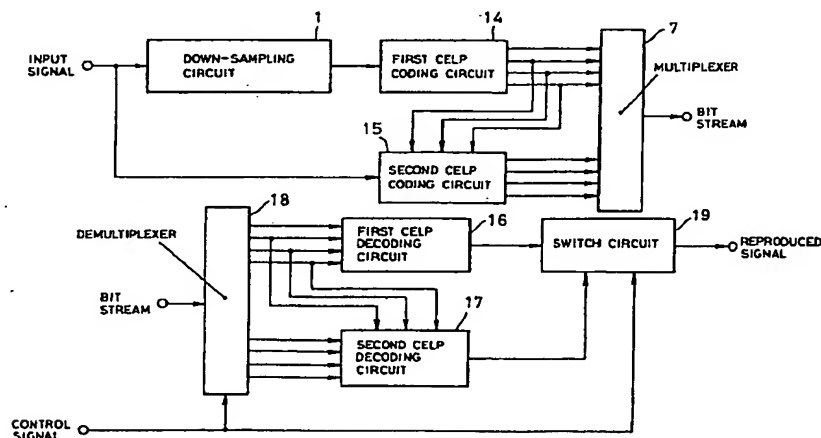 1
14
7
INPUT
SIGNAL
DOWN-SAMPLING
CIRCUIT
FIRST CELP
CODING CIRCUIT
MULTIPLEXER
BIT
STREAM
15
SECOND CELP
CODING CIRCUIT
18
16
19
DEMULTIPLEXER
FIRST CELP
DECODING
CIRCUIT
SWITCH CIRCUIT
REPRODUCED
SIGNAL
BIT
STREAM
17
SECOND CELP
DECODING
CIRCUIT
CONTROL
SIGNAL